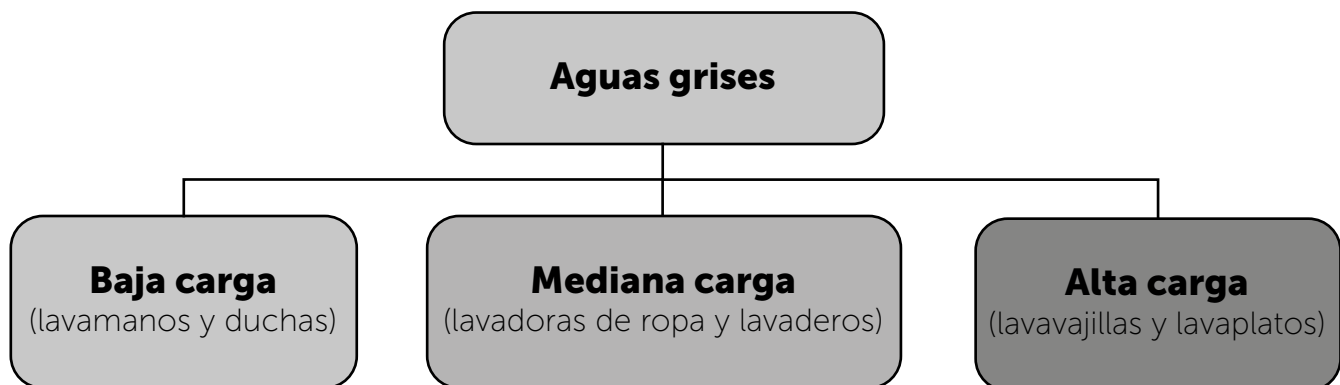 Aguas grises
Baja carga
(lavamanos y duchas)
Mediana carga
(lavadoras de ropa y lavaderos)
Alta carga
(lavavajillas y lavaplatos)